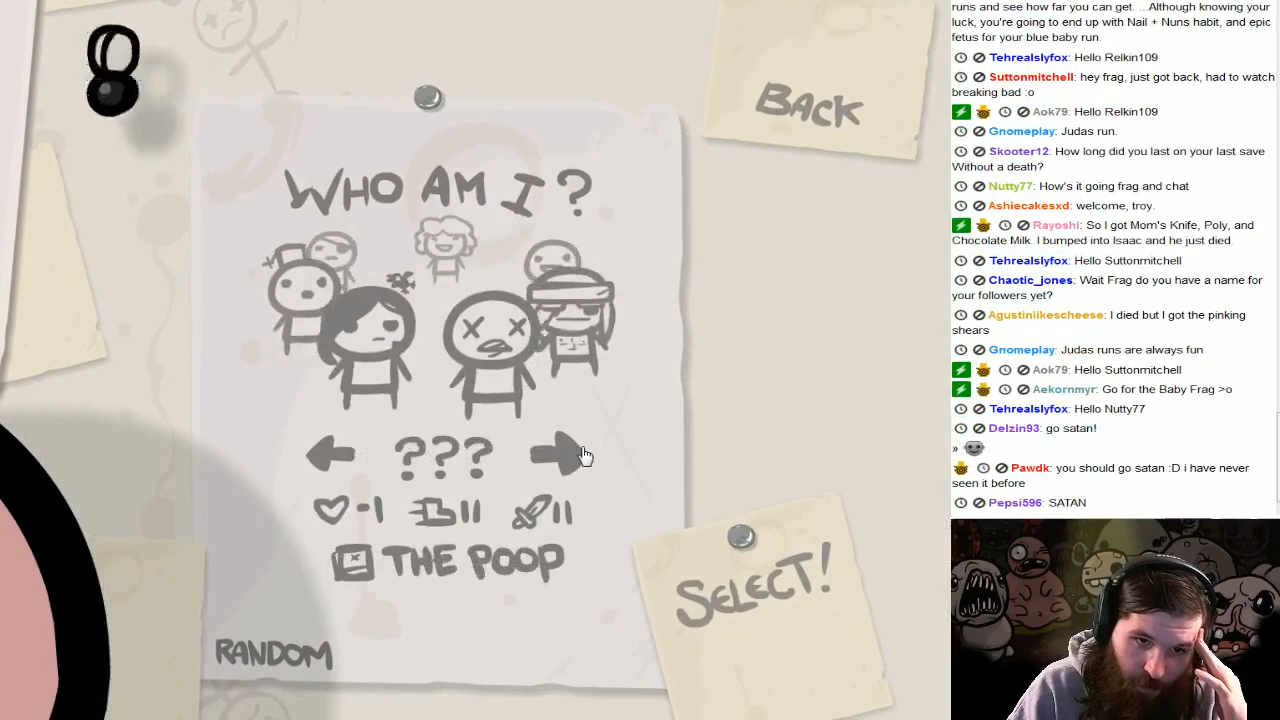 BACK
WHO AM I?
???
-1 II II
THE POOP
RANDOM
SELECT!
runs and see how far you can get. ...Although knowing your
luck, you're going to end up with Nail + Nuns habit, and epic
fetus for your blue baby run.
Tehrealslyfox: Hello Relkin109
Suttonmitchell: hey frag, just got back, had to watch
breaking bad :o
Aok79: Hello Relkin109
Gnomeplay: Judas run.
Skooter12: How long did you last on your last save
Without a death?
Nutty77: How's it going frag and chat
Ashiecakesxd: welcome, troy.
Rayoshi: So I got Mom's Knife, Poly, and
Chocolate Milk. I bumped into Isaac and he just died.
Tehrealslyfox: Hello Suttonmitchell
Chaotic_jones: Wait Frag do you have a name for
your followers yet?
Agustinlikescheese: I died but I got the pinking
shears
Gnomeplay: Judas runs are always fun
Aok79: Hello Suttonmitchell
Aekornmyr: Go for the Baby Frag >o
Tehrealslyfox: Hello Nutty77
Delzin93: go satan!
»
Pawdk: you should go satan :D i have never
seen it before
Pepsi596: SATAN